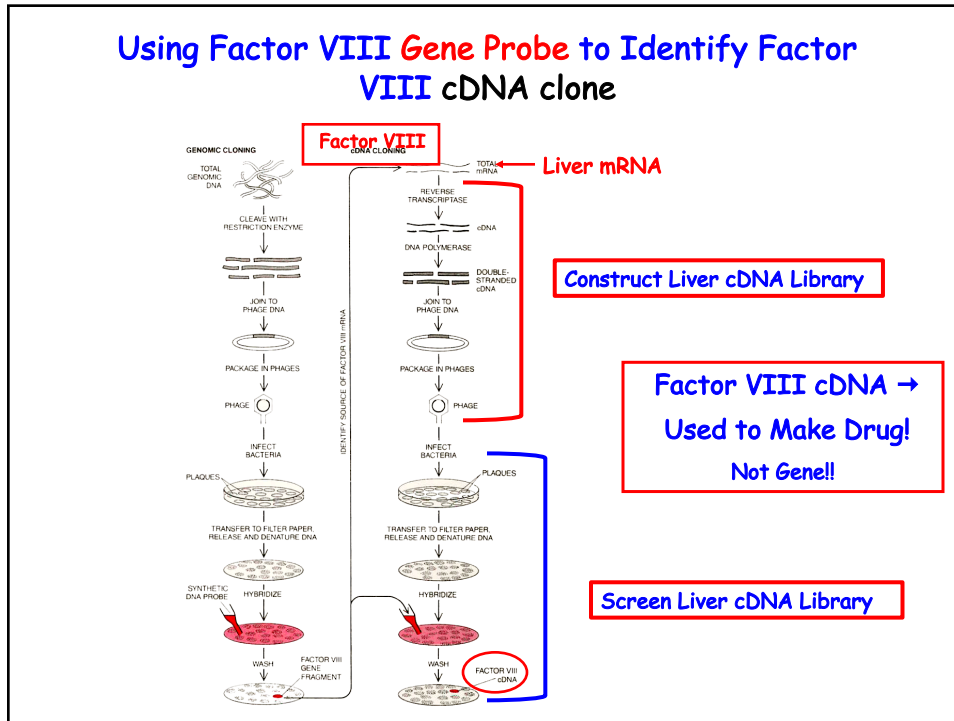 Using Factor VIII Gene Probe to Identify Factor
VIII cDNA clone
Factor VIII
GENOMIC CLONING
cDNA CLONING
TOTAL
GENOMIC
DNA
CLEAVE WITH
RESTRICTION ENZYME
JOIN TO
PHAGE DNA
PACKAGE IN PHAGES
PHAGE
INFECT
BACTERIA
PLAQUES
TRANSFER TO FILTER PAPER,
RELEASE AND DENATURE DNA
SYNTHETIC
DNA PROBE
HYBRIDIZE
WASH
FACTOR VIII
GENE
FRAGMENT
IDENTIFY SOURCE OF FACTOR VIII mRNA
TOTAL
mRNA
Liver mRNA
REVERSE
TRANSCRIPTASE
cDNA
DNA POLYMERASE
DOUBLE-
STRANDED
cDNA
JOIN TO
PHAGE DNA
PACKAGE IN PHAGES
PHAGE
INFECT
BACTERIA
PLAQUES
TRANSFER TO FILTER PAPER,
RELEASE AND DENATURE DNA
HYBRIDIZE
WASH
FACTOR VIII
cDNA
Construct Liver cDNA Library
Factor VIII cDNA →
Used to Make Drug!
Not Gene!!
Screen Liver cDNA Library